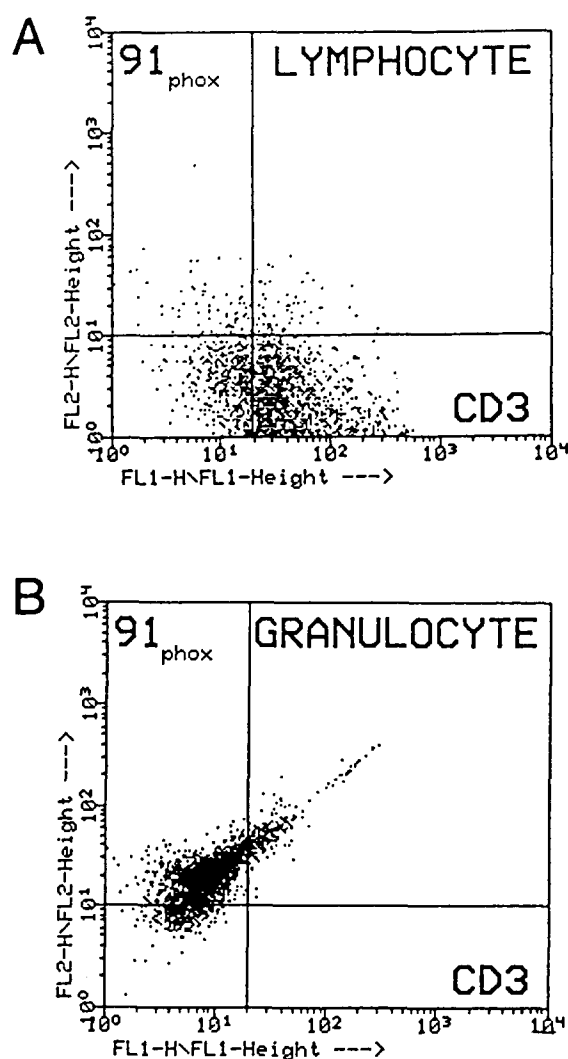 A
91phox LYMPHOCYTE
10⁴
10³
10²
10¹
10⁰
FL2-H\FL2-Height --->
CD3
10⁰ 10¹ 10² 10³ 10⁴
FL1-H\FL1-Height --->
B
91phox GRANULOCYTE
10⁴
10³
10²
10¹
10⁰
FL2-H\FL2-Height --->
CD3
10⁰ 10¹ 10² 10³ 10⁴
FL1-H\FL1-Height --->